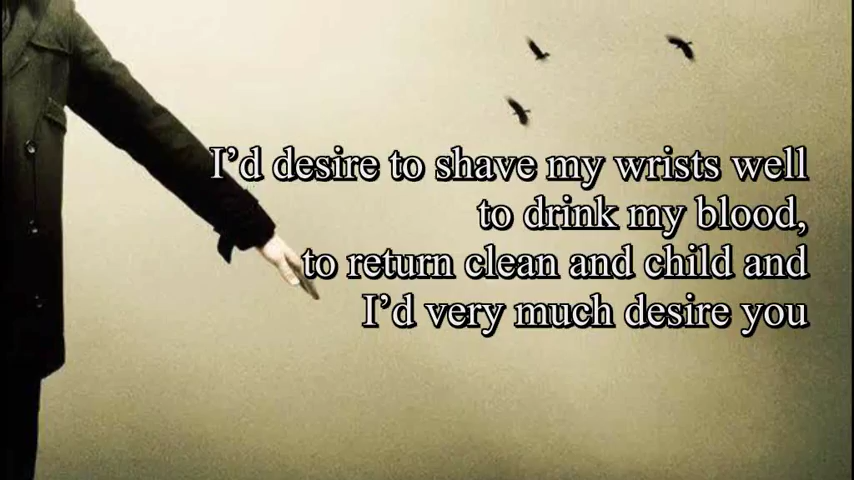 I’d desire to shave my wrists well
to drink my blood,
to return clean and child and
I’d very much desire you